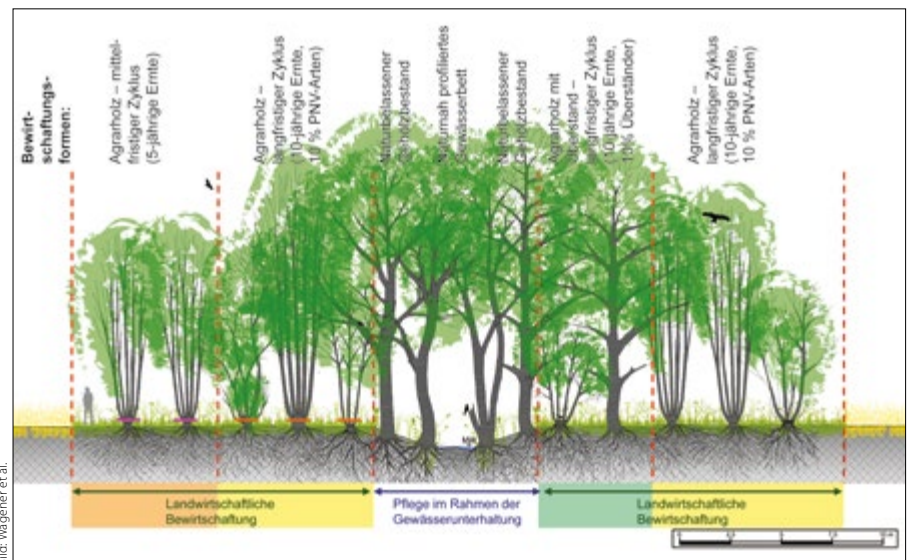 Bewirt-
schaftungs-
formen:
Agrarholz – mittel-
fristiger Zyklus
(5-jährige Ernte)
Agrarholz –
langfristiger Zyklus
(10-jährige Ernte,
10 % PNV-Arten)
Naturbelassener
Gehölzbestand
Naturnah profiliertes
Gewässerbett
Naturbelassener
Gehölzbestand
Agrarholz mit
Überstand –
langfristiger Zyklus
(10-jährige Ernte,
10% Überständer)
Agrarholz –
langfristiger Zyklus
(10-jährige Ernte,
10 % PNV-Arten)
Landwirtschaftliche
Bewirtschaftung
Pflege im Rahmen der
Gewässerunterhaltung
Landwirtschaftliche
Bewirtschaftung
Bild: Wagener et al.